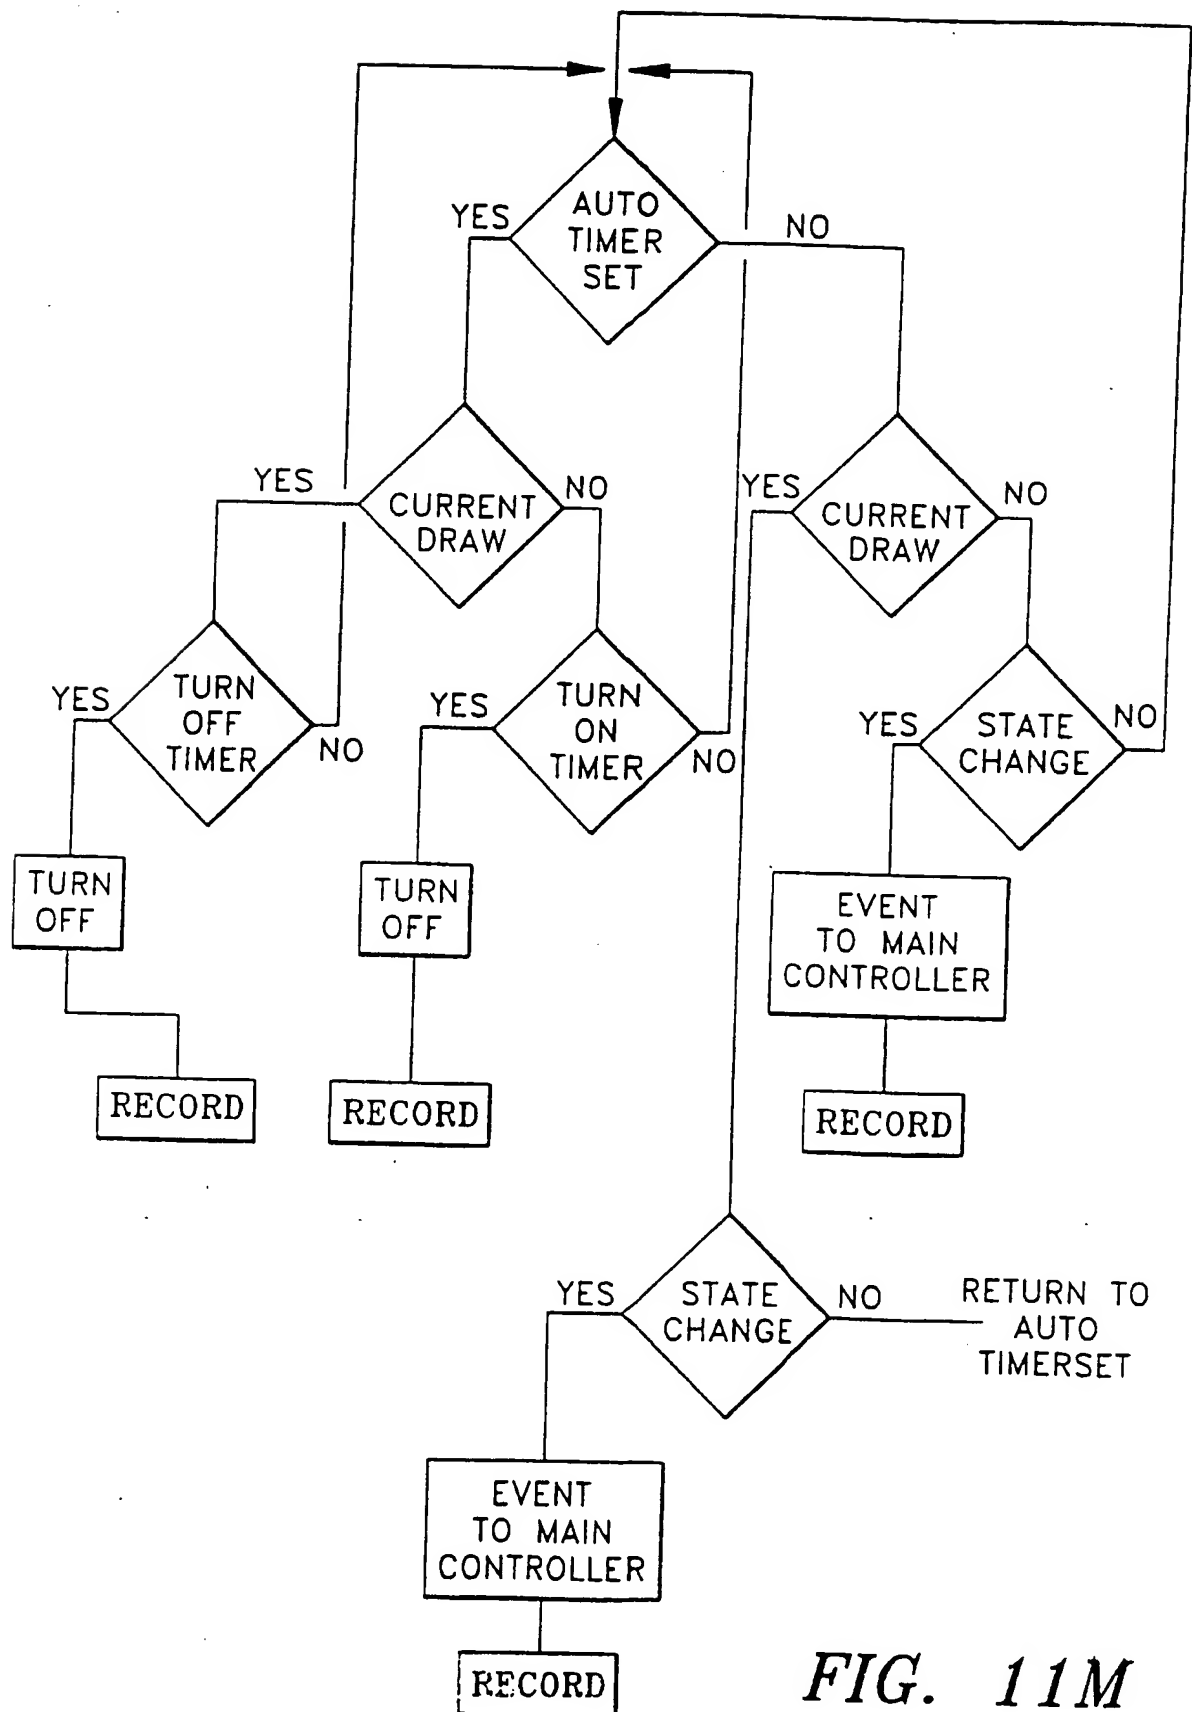 AUTO
TIMER
SET
YES
NO
CURRENT
DRAW
YES
NO
CURRENT
DRAW
YES
NO
TURN
OFF
TIMER
YES
NO
TURN
ON
TIMER
YES
NO
STATE
CHANGE
YES
NO
TURN
OFF
TURN
OFF
EVENT
TO MAIN
CONTROLLER
RECORD
RECORD
RECORD
STATE
CHANGE
YES
NO
RETURN TO
AUTO
TIMERSET
EVENT
TO MAIN
CONTROLLER
RECORD
FIG. 11M